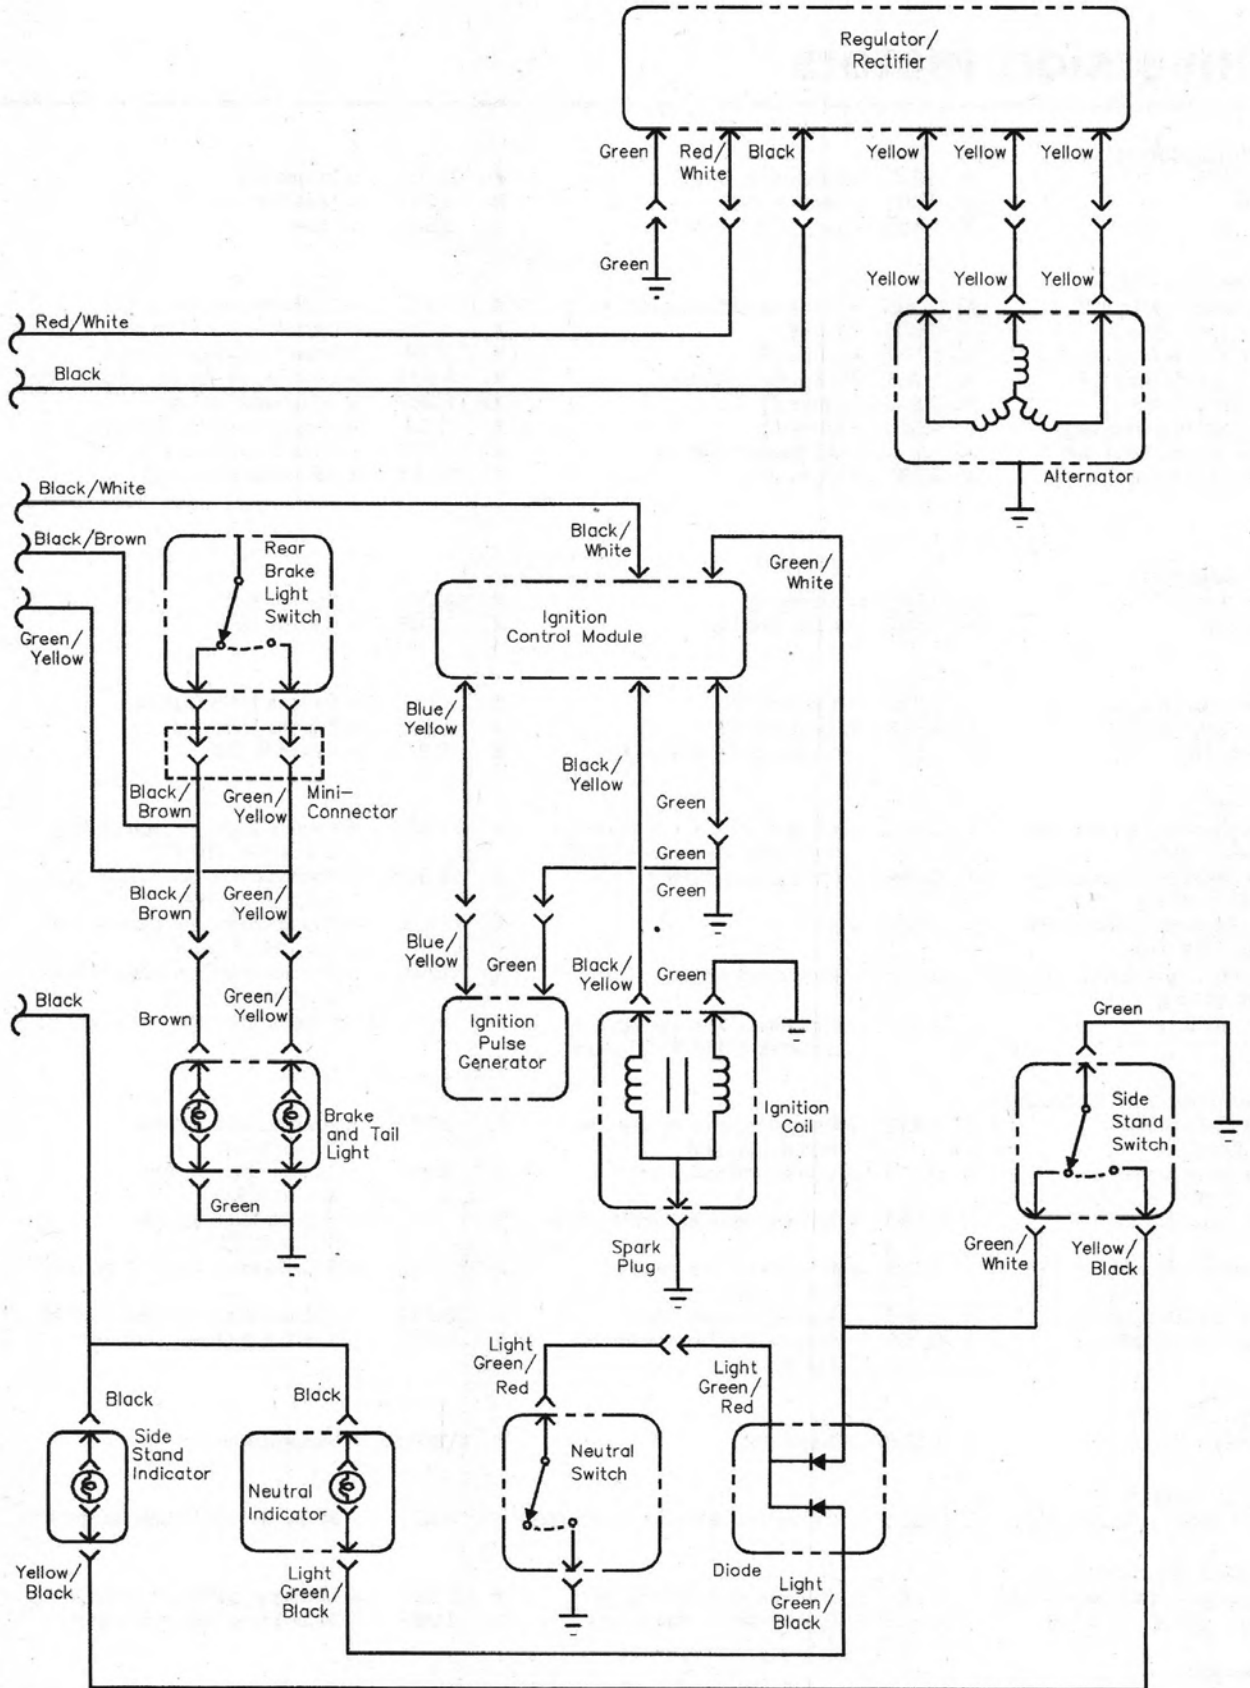 Regulator/
Rectifier
Green
Red/
White
Black
Yellow
Yellow
Yellow
Green
Yellow
Yellow
Yellow
Red/White
Black
Alternator
Black/White
Black/Brown
Green/
Yellow
Rear
Brake
Light
Switch
Black/
White
Green/
White
Ignition
Control Module
Blue/
Yellow
Black/
Yellow
Green
Green
Green
Black/
Brown
Green/
Yellow
Mini-
Connector
Black/
Brown
Green/
Yellow
Blue/
Yellow
Green
Black/
Yellow
Green
Black
Brown
Green/
Yellow
Ignition
Pulse
Generator
Ignition
Coil
Green
Side
Stand
Switch
Brake
and Tail
Light
Green
Spark
Plug
Green/
White
Yellow/
Black
Light
Green/
Red
Light
Green/
Red
Black
Black
Side
Stand
Indicator
Neutral
Indicator
Neutral
Switch
Diode
Yellow/
Black
Light
Green/
Black
Light
Green/
Black